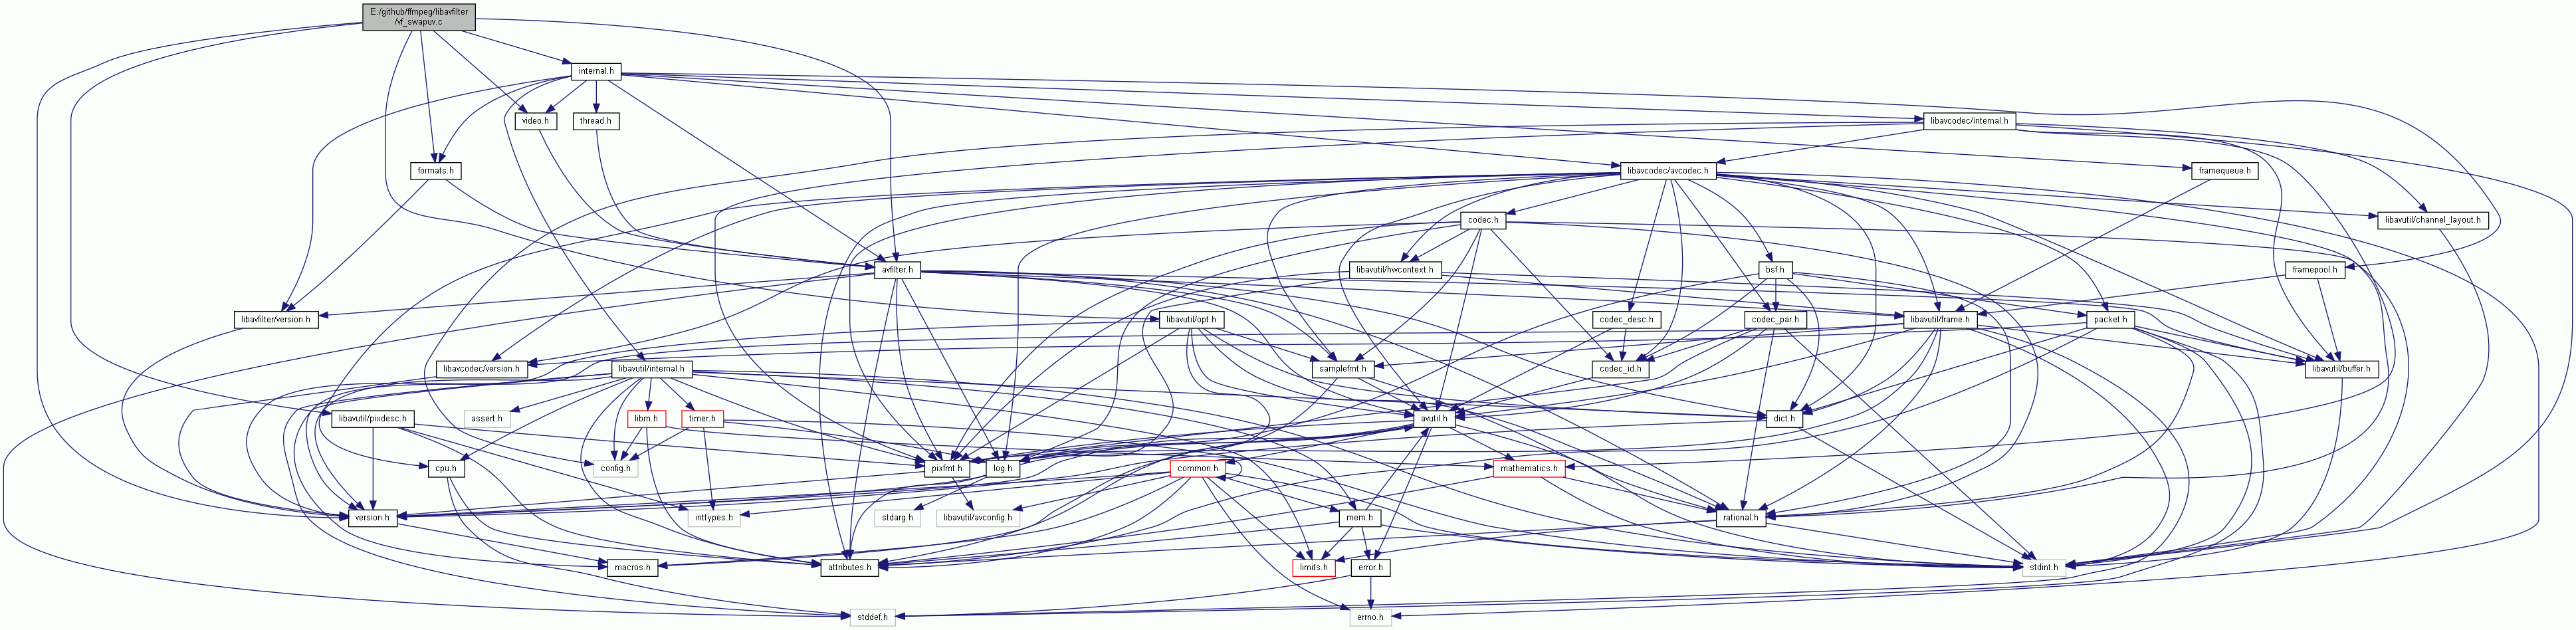 E:/github/ffmpeg/libavfilter
/vf_swapuv.c
internal.h
video.h
thread.h
libavcodec/internal.h
formats.h
libavcodec/avcodec.h
framequeue.h
codec.h
libavutil/channel_layout.h
avfilter.h
libavutil/hwcontext.h
bsf.h
framepool.h
libavfilter/version.h
libavutil/opt.h
codec_desc.h
codec_par.h
libavutil/frame.h
packet.h
libavcodec/version.h
libavutil/internal.h
samplefmt.h
codec_id.h
libavutil/buffer.h
libavutil/pixdesc.h
assert.h
libm.h
timer.h
avutil.h
dict.h
cpu.h
config.h
pixfmt.h
log.h
common.h
mathematics.h
version.h
inttypes.h
stdarg.h
libavutil/avconfig.h
mem.h
rational.h
macros.h
attributes.h
limits.h
error.h
stdint.h
stddef.h
errno.h